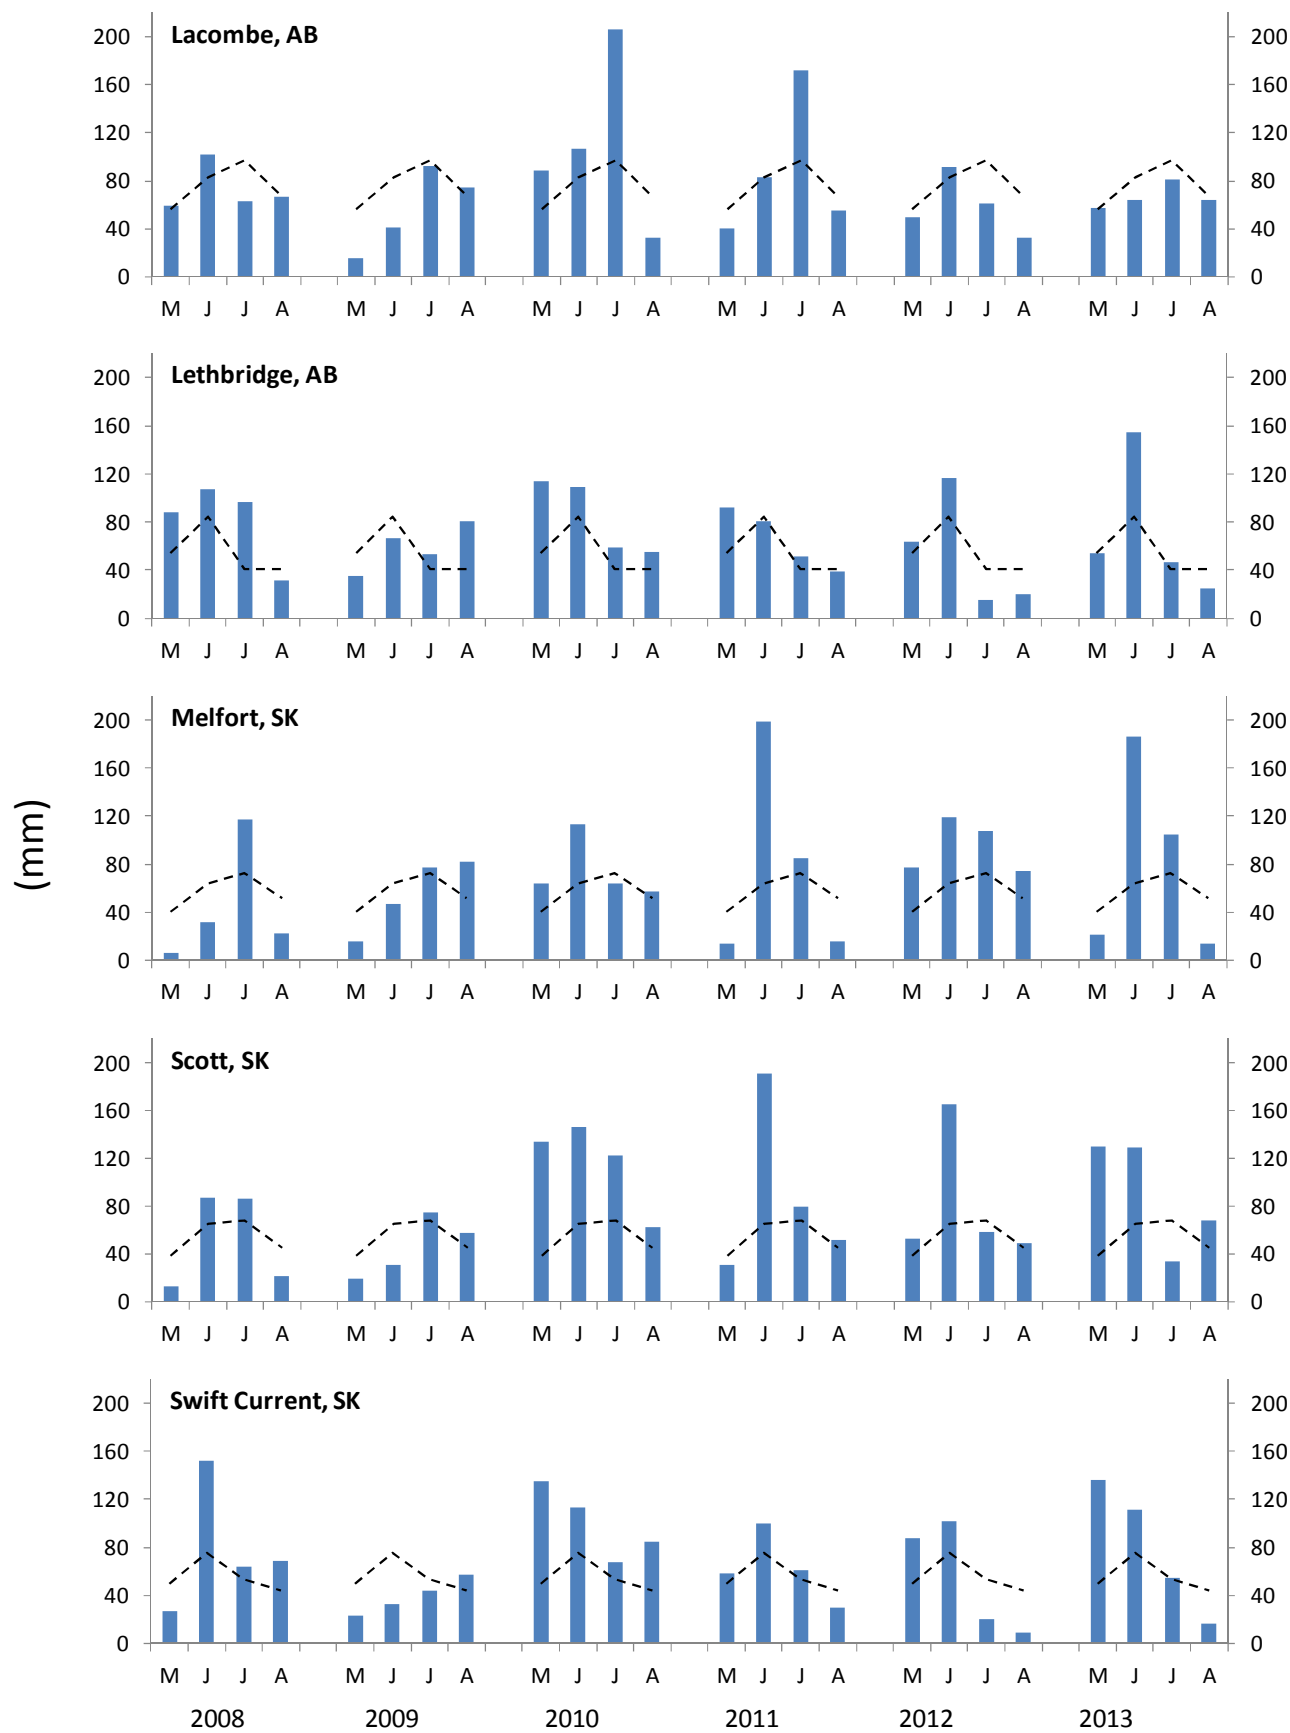 (mm)
Lacombe, AB
200 200
160 160
120 120
80 80
40 40
0 0
M J J A M J J A M J J A M J J A M J J A M J J A
Lethbridge, AB
200 200
160 160
120 120
80 80
40 40
0 0
M J J A M J J A M J J A M J J A M J J A M J J A
Melfort, SK
200 200
160 160
120 120
80 80
40 40
0 0
M J J A M J J A M J J A M J J A M J J A M J J A
Scott, SK
200 200
160 160
120 120
80 80
40 40
0 0
M J J A M J J A M J J A M J J A M J J A M J J A
Swift Current, SK
200 200
160 160
120 120
80 80
40 40
0 0
M J J A M J J A M J J A M J J A M J J A M J J A
2008 2009 2010 2011 2012 2013